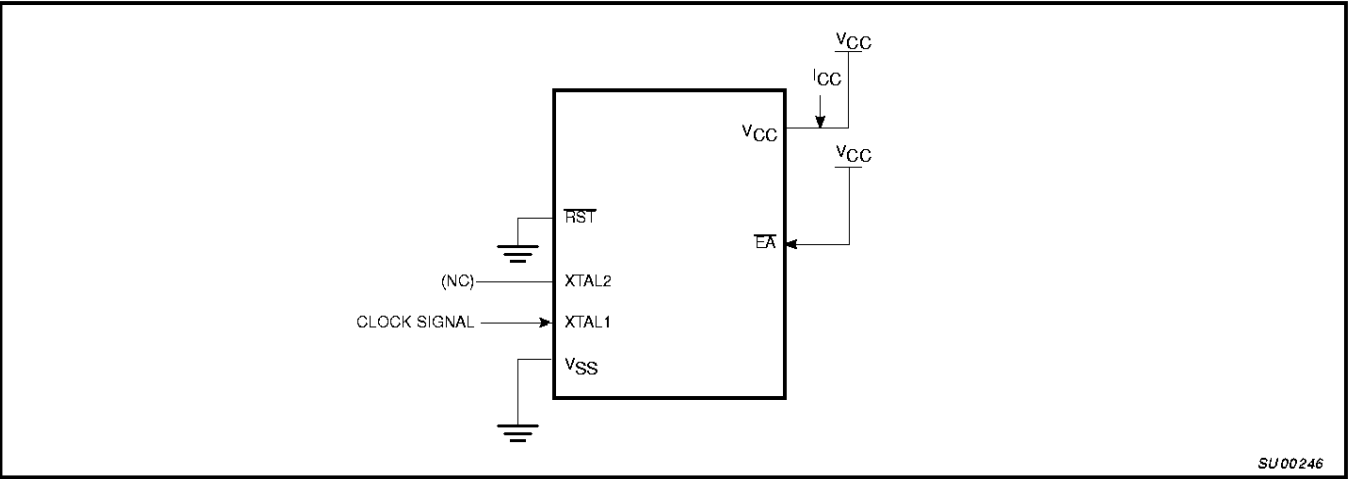 VCC
ICC
VCC
VCC
RST
EA
(NC)
XTAL2
CLOCK SIGNAL
XTAL1
VSS
SU00246